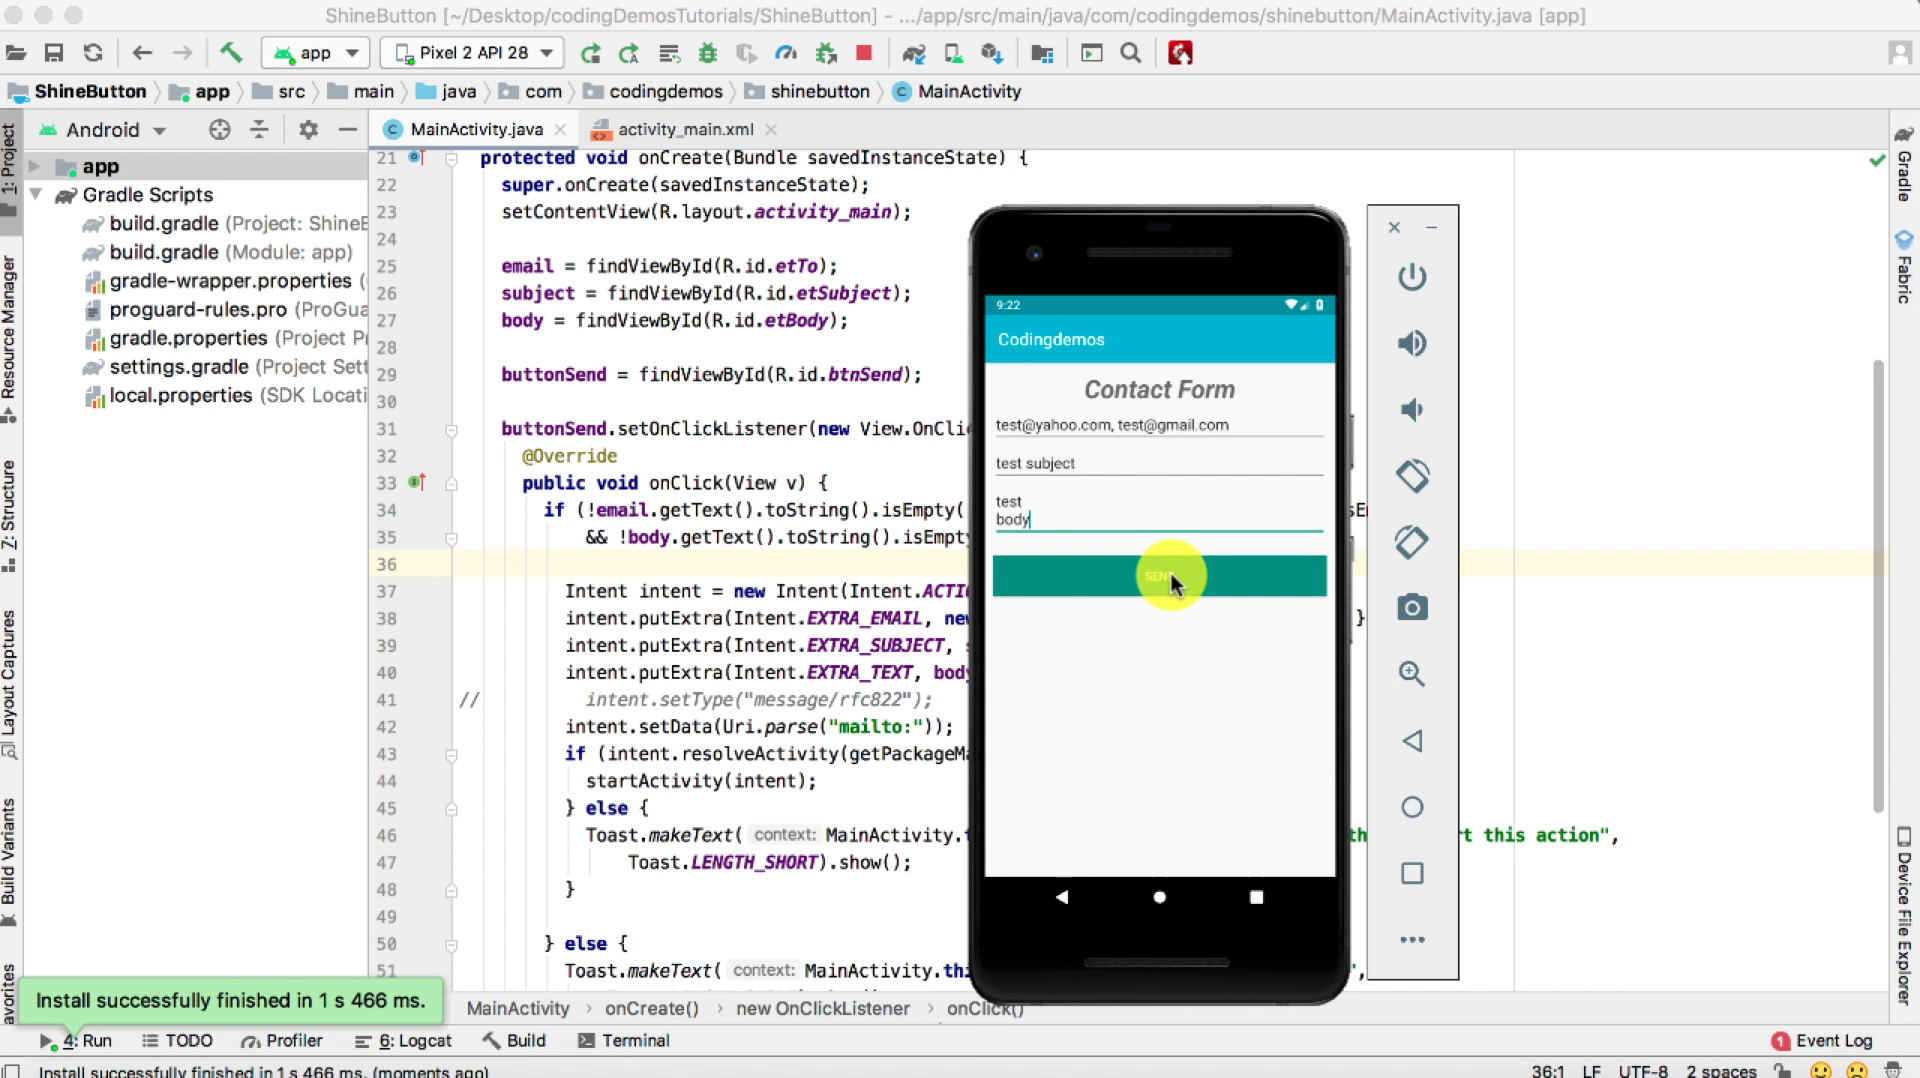 ShineButton [~/Desktop/codingDemosTutorials/ShineButton] - .../app/src/main/java/com/codingdemos/shinebutton/MainActivity.java [app]
app
Pixel 2 API 28
ShineButton
app
src
main
java
com
codingdemos
shinebutton
MainActivity
Android
MainActivity.java
activity_main.xml
1: Project
Resource Manager
Z: Structure
Layout Captures
Build Variants
avorites
app
Gradle Scripts
build.gradle (Project: Shine
build.gradle (Module: app)
gradle-wrapper.properties (
proguard-rules.pro (ProGua
gradle.properties (Project P
settings.gradle (Project Sett
local.properties (SDK Locati
21 protected void onCreate(Bundle savedInstanceState) {
22 super.onCreate(savedInstanceState);
23 setContentView(R.layout.activity_main);
24
25 email = findViewById(R.id.etTo);
26 subject = findViewById(R.id.etSubject);
27 body = findViewById(R.id.etBody);
28
29 buttonSend = findViewById(R.id.btnSend);
30
31 buttonSend.setOnClickListener(new View.OnClic
32 @Override
33 public void onClick(View v) {
34 if (!email.getText().toString().isEmpty(
35 && !body.getText().toString().isEmpty
36
37 Intent intent = new Intent(Intent.ACTIO
38 intent.putExtra(Intent.EXTRA_EMAIL, new }
39 intent.putExtra(Intent.EXTRA_SUBJECT, s
40 intent.putExtra(Intent.EXTRA_TEXT, body
41 // intent.setType("message/rfc822");
42 intent.setData(Uri.parse("mailto:"));
43 if (intent.resolveActivity(getPackageMa
44 startActivity(intent);
45 } else {
46 Toast.makeText( context: MainActivity.t th rt this action",
47 Toast.LENGTH_SHORT).show();
48 }
49
50 } else {
51 Toast.makeText( context: MainActivity.thi ",
9:22
Codingdemos
Contact Form
test@yahoo.com, test@gmail.com
test subject
test
body
SEND
Gradle
Fabric
Device File Explorer
Install successfully finished in 1 s 466 ms.
MainActivity › onCreate() › new OnClickListener › onClick()
4: Run
TODO
Profiler
6: Logcat
Build
Terminal
1 Event Log
Install successfully finished in 1 s 466 ms. (moments ago)
36:1 LF UTF-8 2 spaces